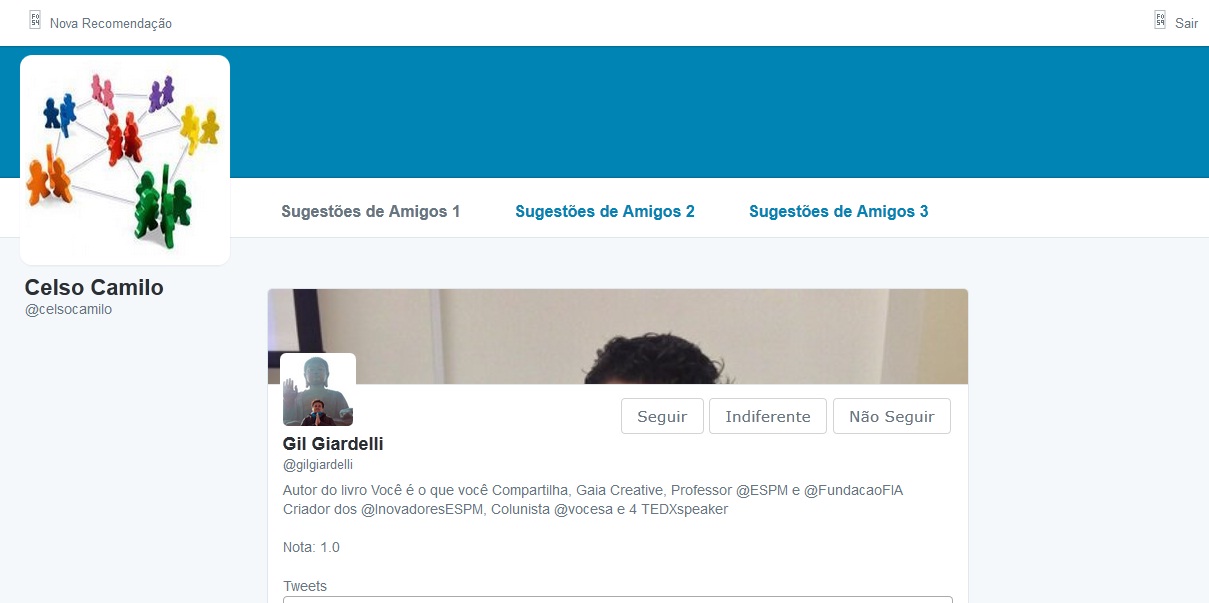 Nova Recomendação
Sair
Sugestões de Amigos 1
Sugestões de Amigos 2
Sugestões de Amigos 3
Celso Camilo
@celsocamilo
Seguir
Indiferente
Não Seguir
Gil Giardelli
@gilgiardelli
Autor do livro Você é o que você Compartilha, Gaia Creative, Professor @ESPM e @FundacaoFIA
Criador dos @InovadoresESPM, Colunista @vocesa e 4 TEDXspeaker
Nota: 1.0
Tweets